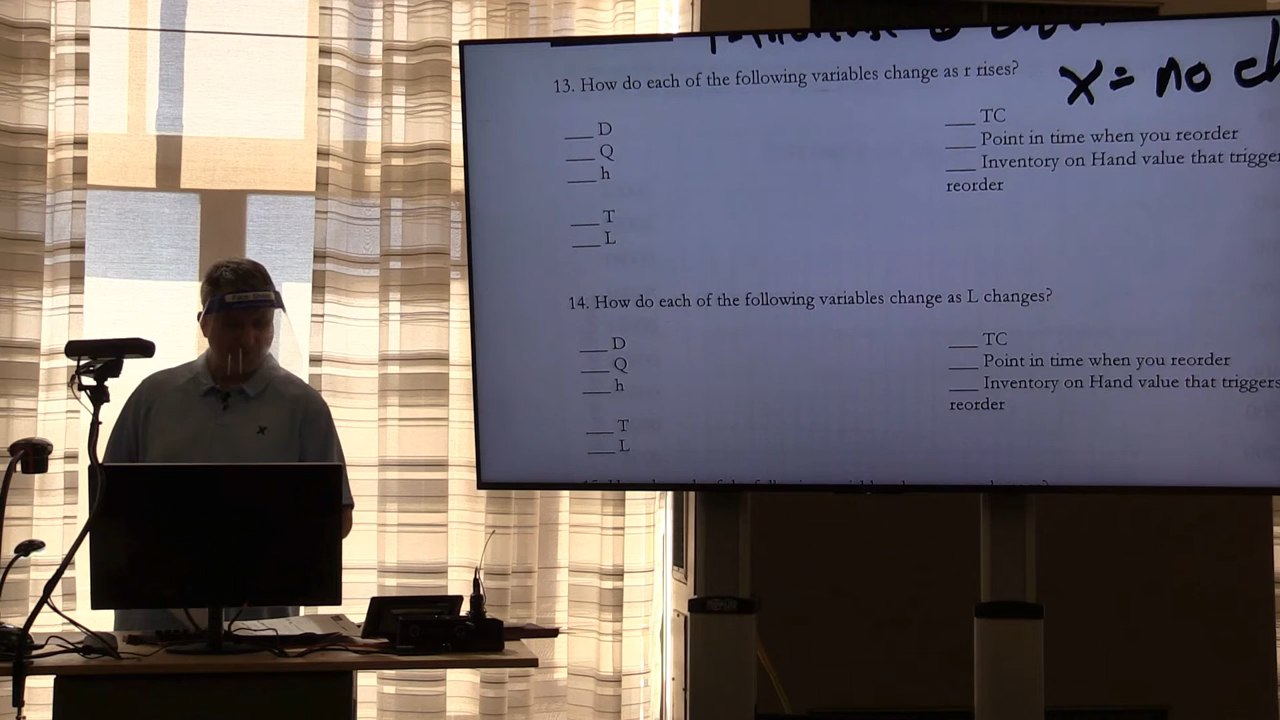 13. How do each of the following variables change as r rises?
x = no
___ D
___ Q
___ h
___ T
___ L
___ TC
___ Point in time when you reorder
___ Inventory on Hand value that
reorder
14. How do each of the following variables change as L changes?
___ D
___ Q
___ h
___ T
___ L
___ TC
___ Point in time when you reorder
___ Inventory on Hand value that triggers
reorder